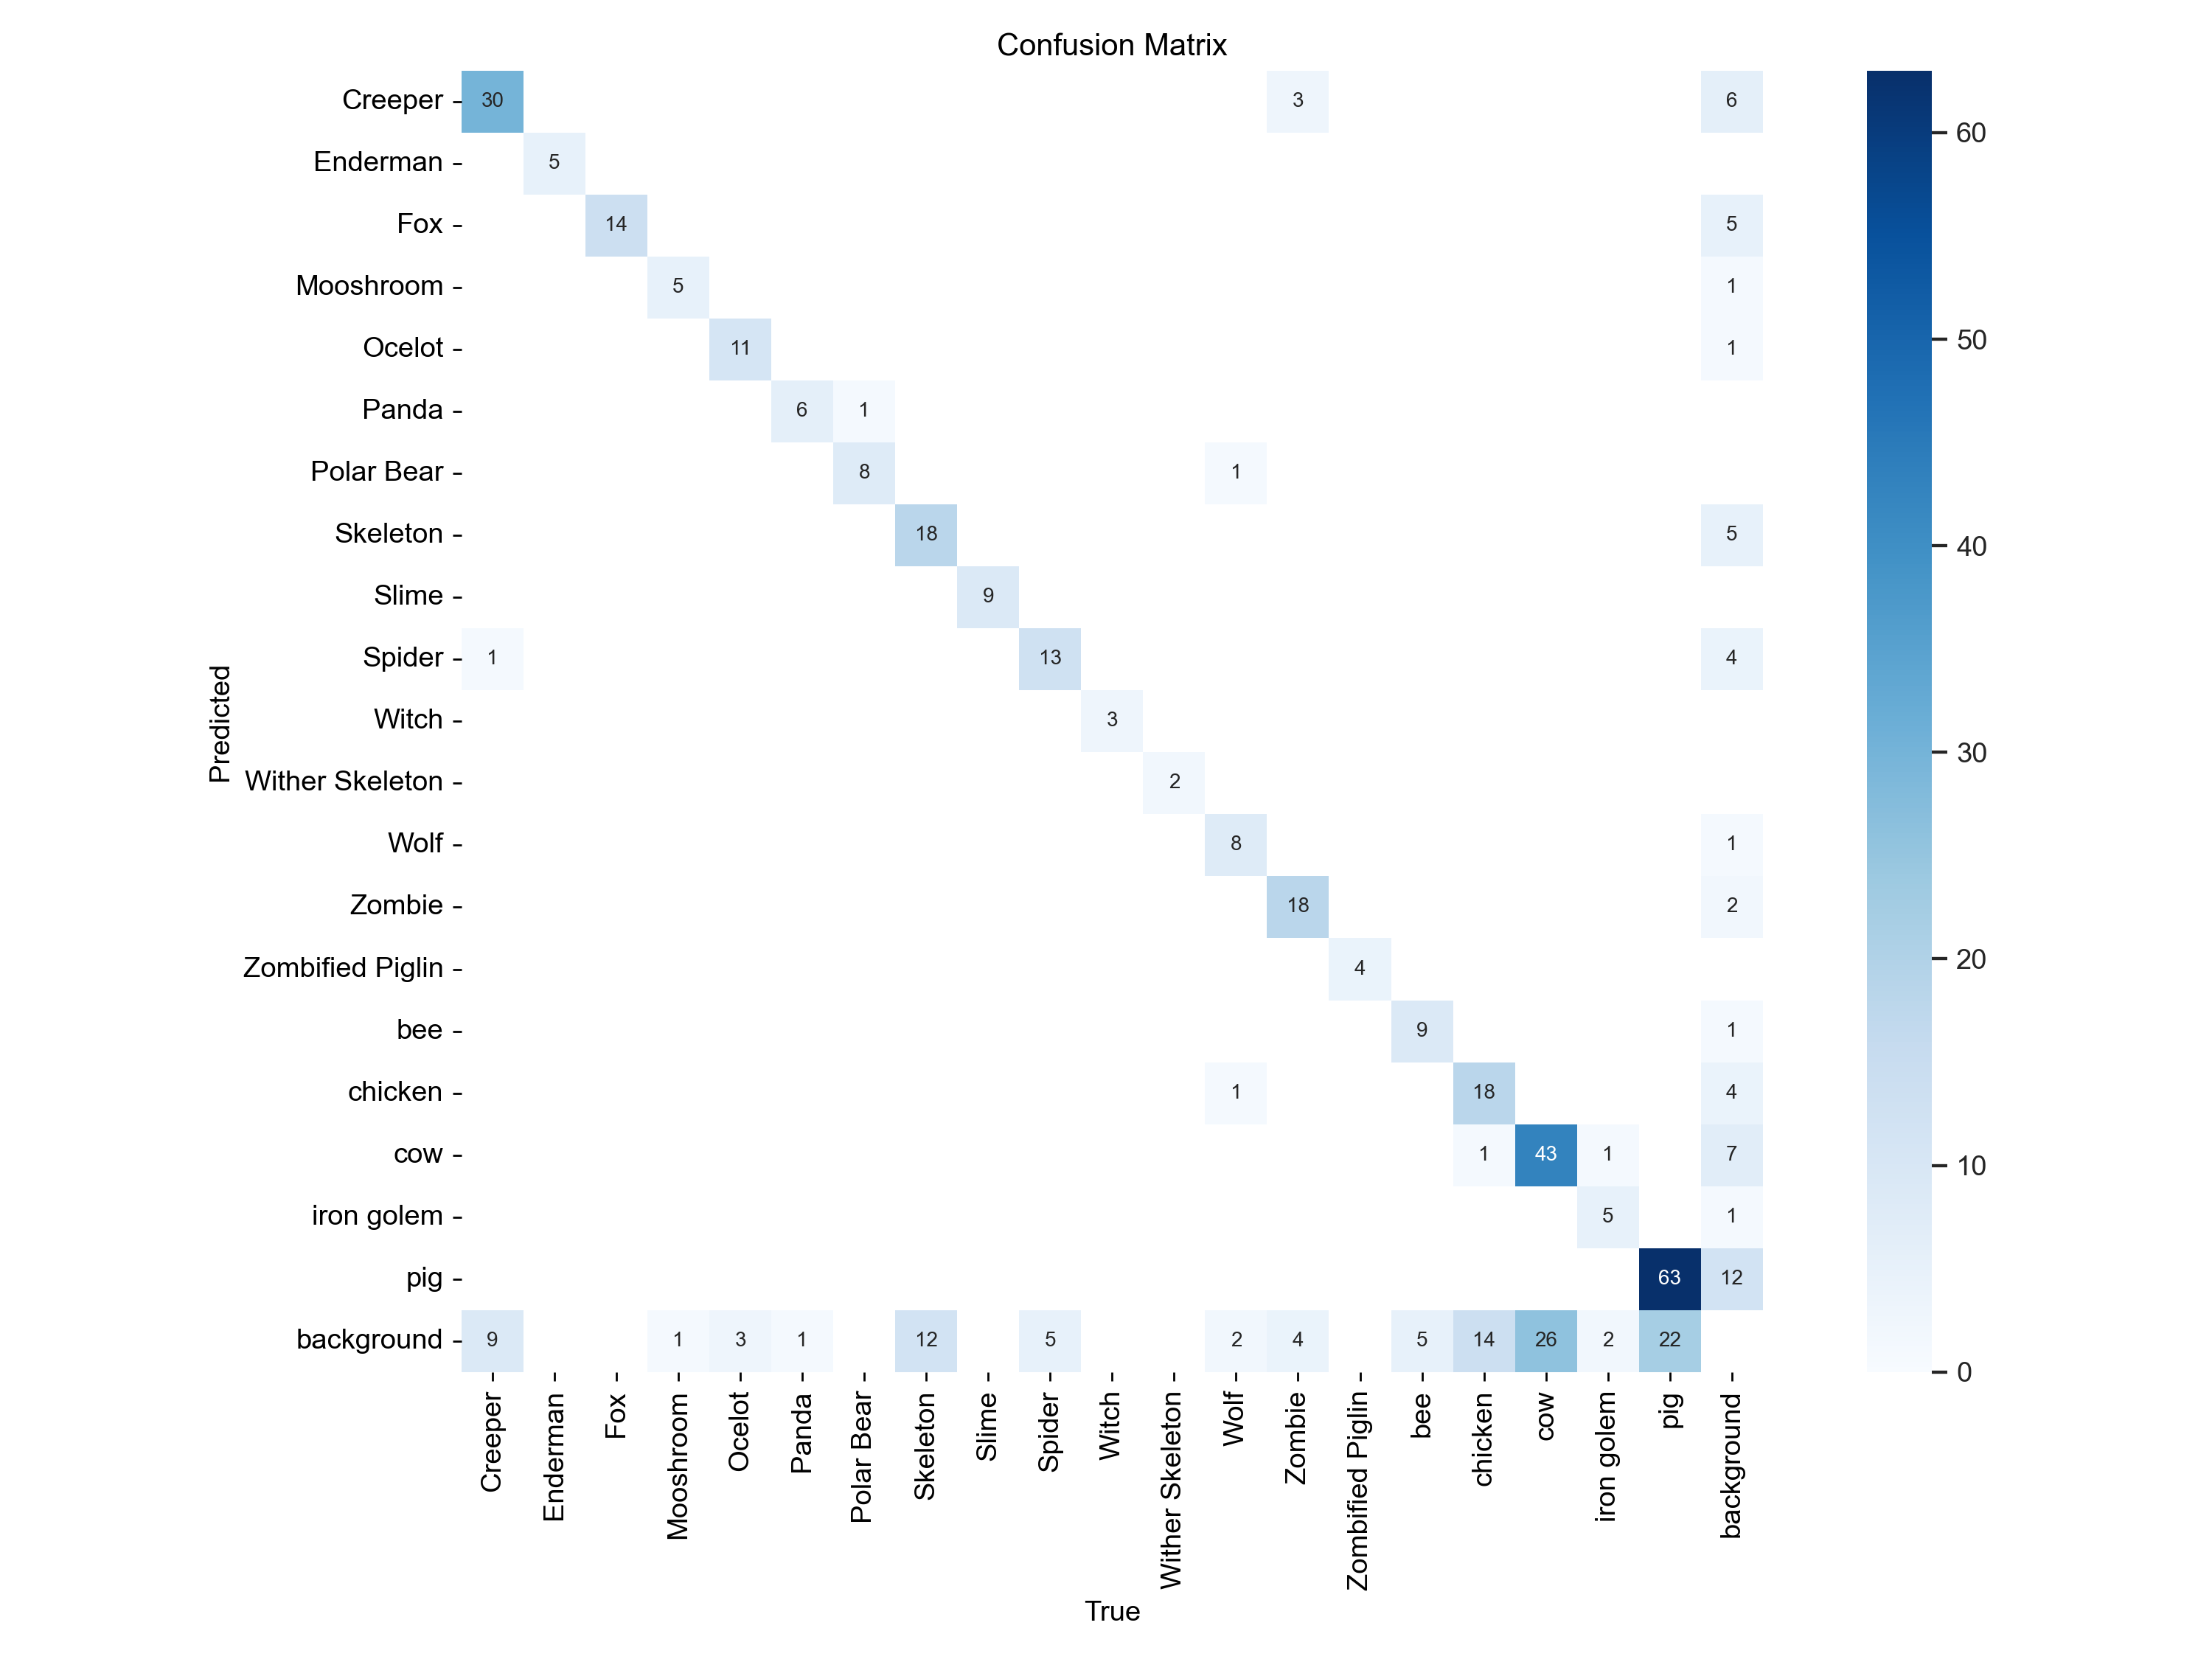 Confusion Matrix
Creeper 30 3 6
Enderman 5
Fox 14 5
Mooshroom 5 1
Ocelot 11 1
Panda 6 1
Polar Bear 8 1
Skeleton 18 5
Slime 9
Spider 1 13 4
Witch 3
Wither Skeleton 2
Wolf 8 1
Zombie 18 2
Zombified Piglin 4
bee 9 1
chicken 1 18 4
cow 1 43 1 7
iron golem 5 1
pig 63 12
background 9 1 3 1 12 5 2 4 5 14 26 2 22
Predicted
Creeper Enderman Fox Mooshroom Ocelot Panda Polar Bear Skeleton Slime Spider Witch Wither Skeleton Wolf Zombie Zombified Piglin bee chicken cow iron golem pig background
True
60
50
40
30
20
10
0